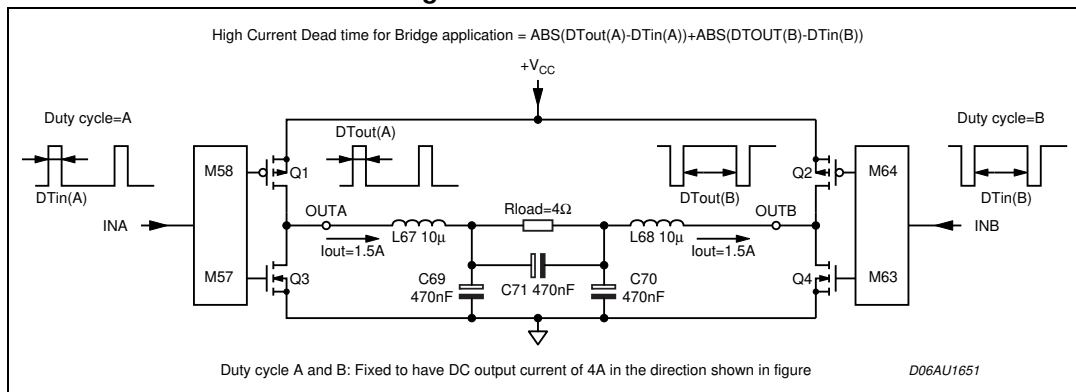 High Current Dead time for Bridge application = ABS(DTout(A)-DTin(A))+ABS(DTOUT(B)-DTin(B))
+VCC
Duty cycle=A
DTout(A)
Duty cycle=B
M58
Q1
Q2
M64
DTin(A)
DTout(B)
DTin(B)
INA
OUTA
Rload=4Ω
OUTB
INB
L67 10µ
L68 10µ
Iout=1.5A
Iout=1.5A
M57
Q3
C69
470nF
C71 470nF
C70
470nF
Q4
M63
Duty cycle A and B: Fixed to have DC output current of 4A in the direction shown in figure
D06AU1651